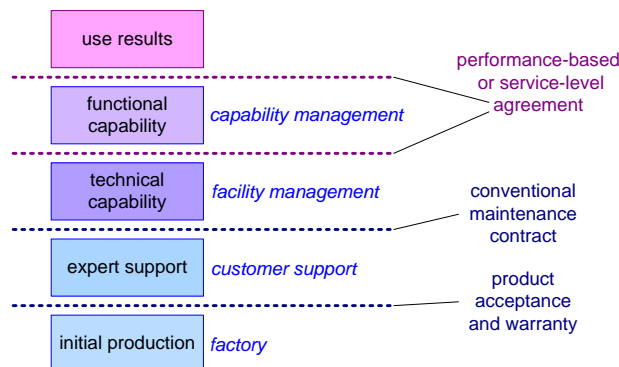 use results
performance-based
or service-level
agreement
functional
capability
capability management
technical
capability
facility management
conventional
maintenance
contract
expert support
customer support
product
acceptance
and warranty
initial production
factory